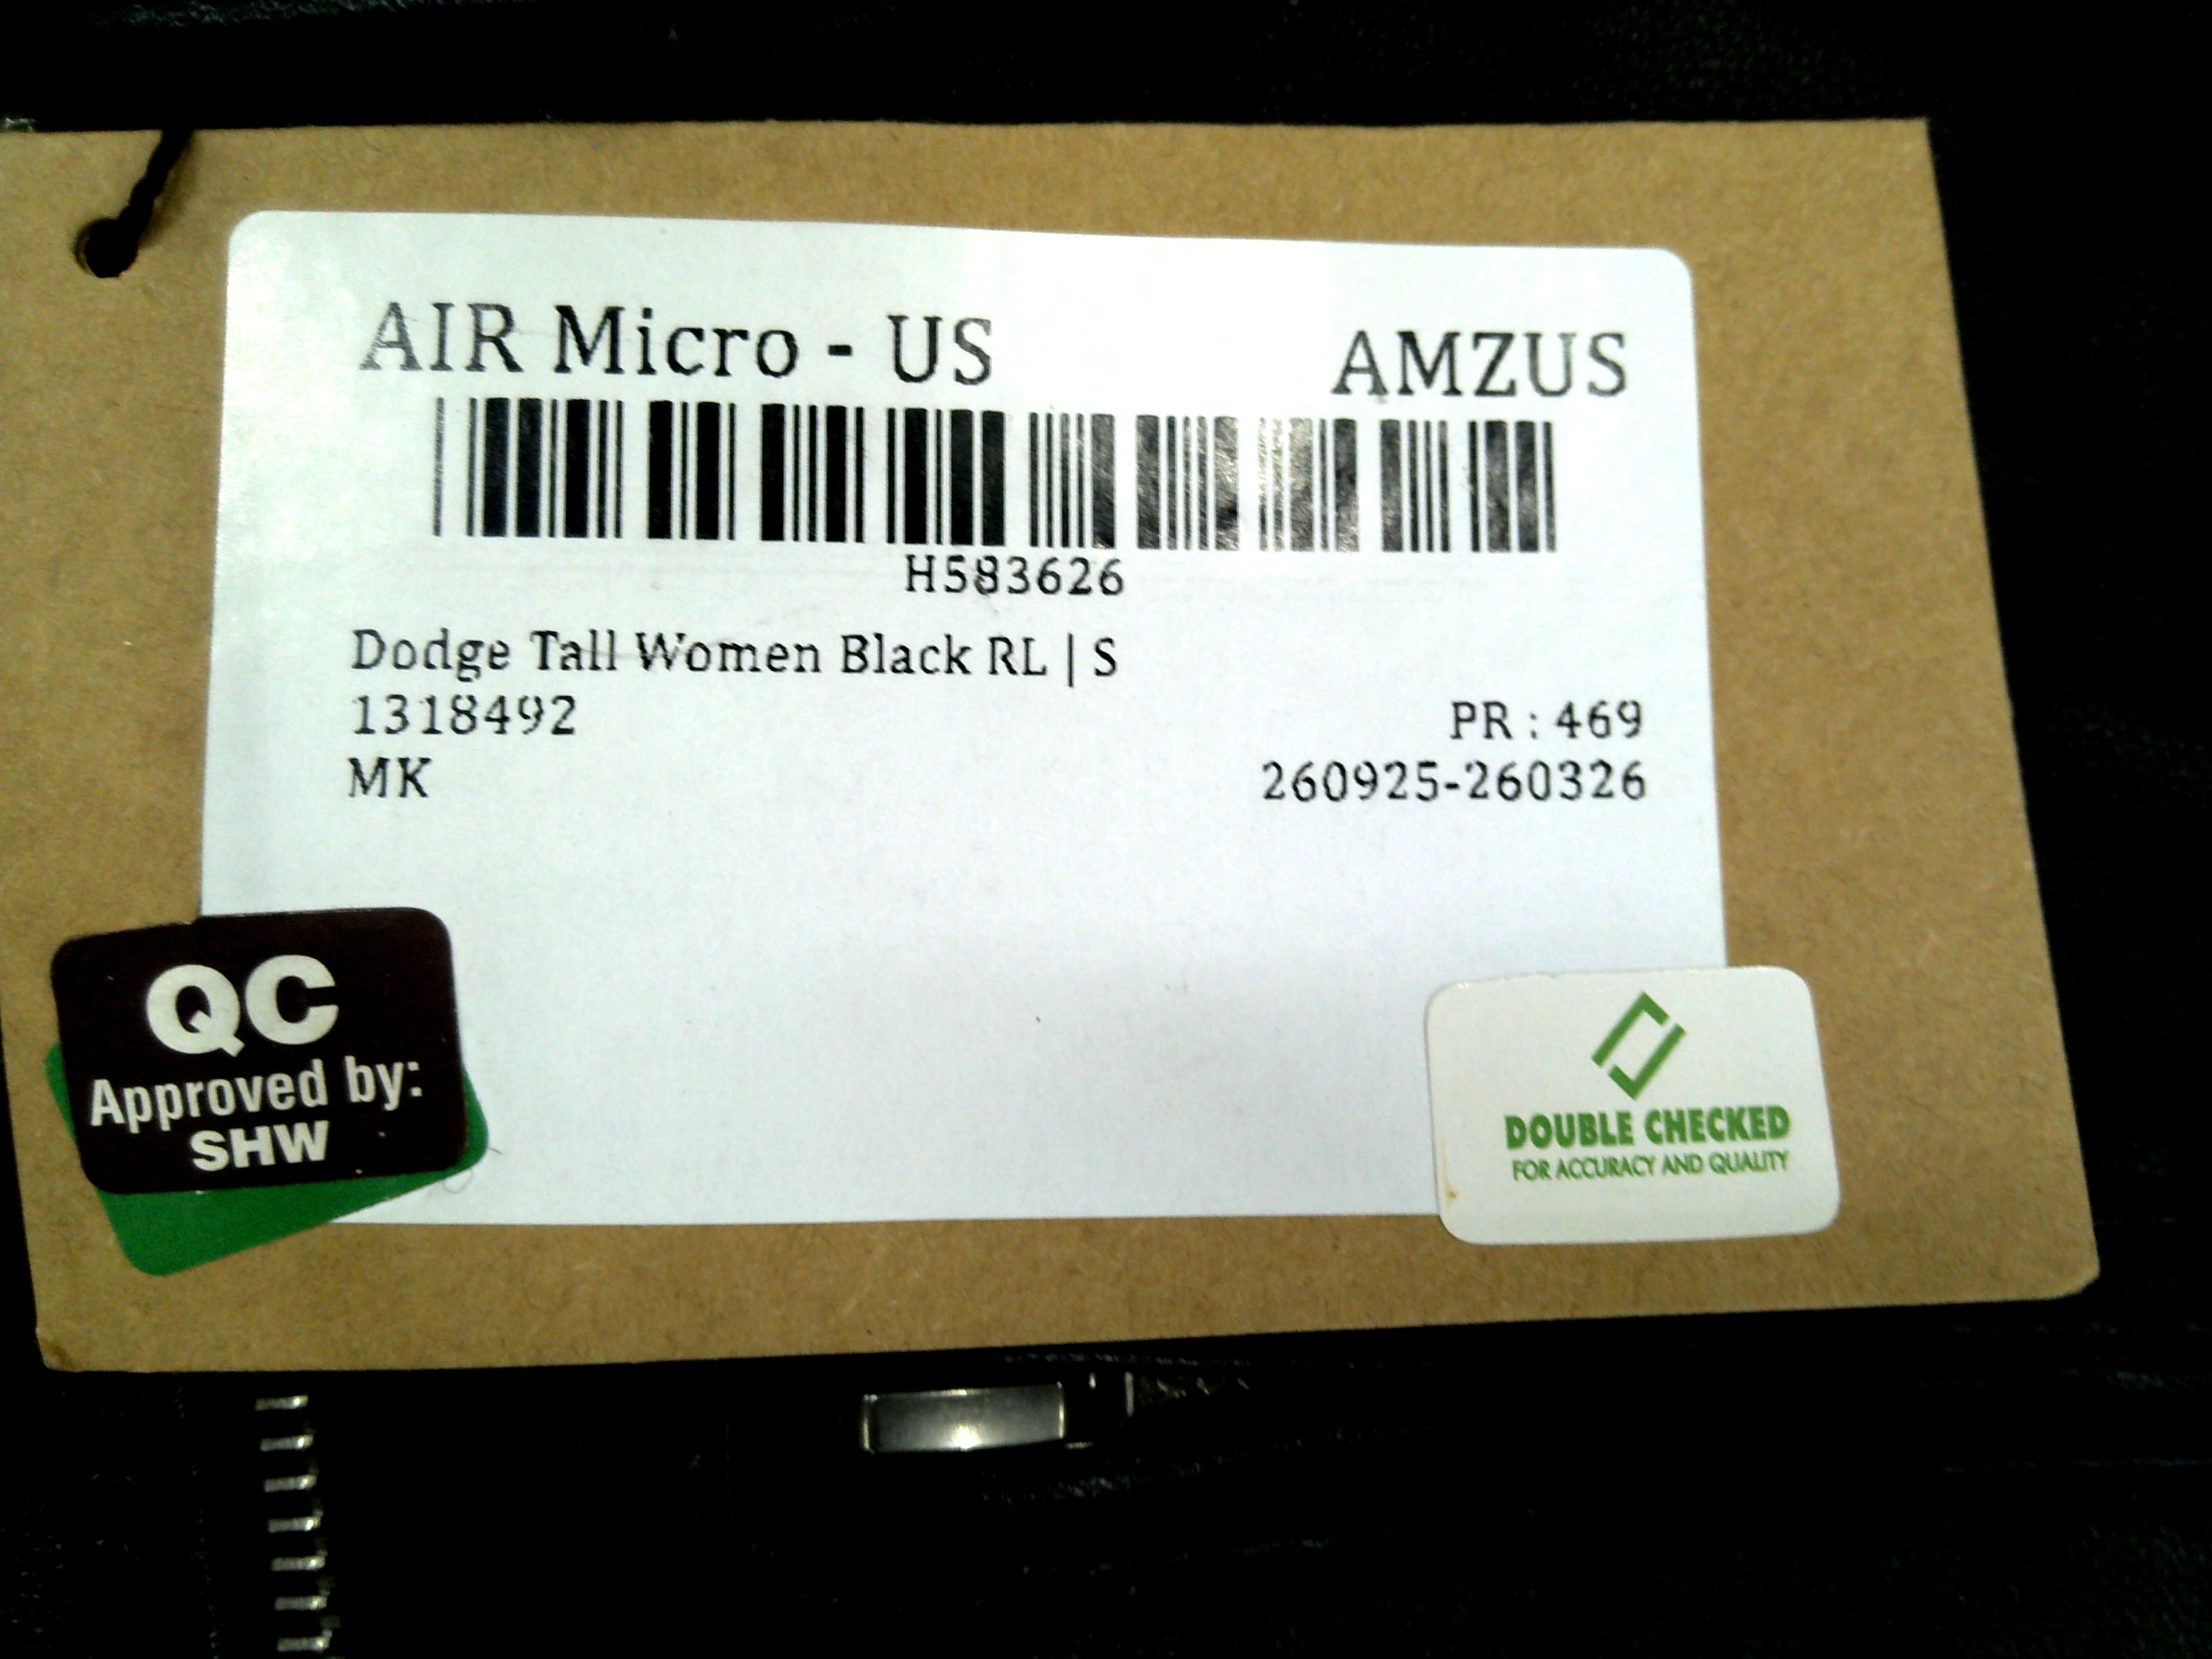 AIR Micro - US AMZUS
H583626
Dodge Tall Women Black RL | S
1318492 PR : 469
MK 260925-260326
QC
Approved by:
SHW
DOUBLE CHECKED
FOR ACCURACY AND QUALITY